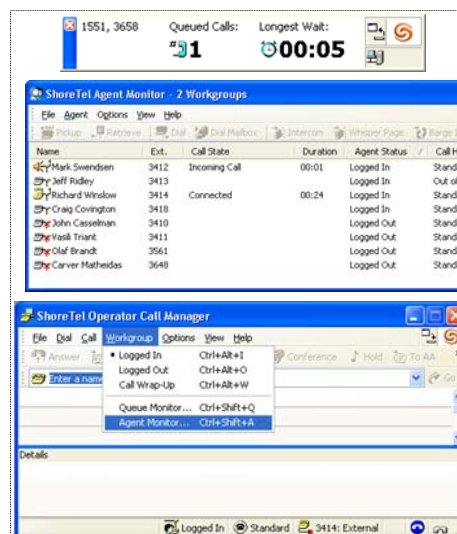 1551, 3658 Queued Calls: Longest Wait:
1 00:05
ShoreTel Agent Monitor - 2 Workgroups
File Agent Options View Help
Pickup Retrieve Dial Dial Mailbox Intercom Whisper Page Barge
Name Ext. Call State Duration Agent Status / Call H
Mark Swendsen 3412 Incoming Call 00:01 Logged In Stand
Jeff Ridley 3413 Logged In Out of
Richard Winslow 3414 Connected 00:24 Logged In Stand
Craig Covington 3418 Logged In Stand
John Casselman 3410 Logged Out Stand
Vasili Triant 3411 Logged Out Stand
Olaf Brandt 3561 Logged Out Stand
Carver Matheidas 3648 Logged Out Stand
ShoreTel Operator Call Manager
File Dial Call Workgroup Options View Help
Answer Conference Hold To AA
Enter a name Go
• Logged In Ctrl+Alt+I
Logged Out Ctrl+Alt+O
Call Wrap-Up Ctrl+Alt+W
Queue Monitor... Ctrl+Shift+Q
Agent Monitor... Ctrl+Shift+A
Details
Logged In Standard 3414: External